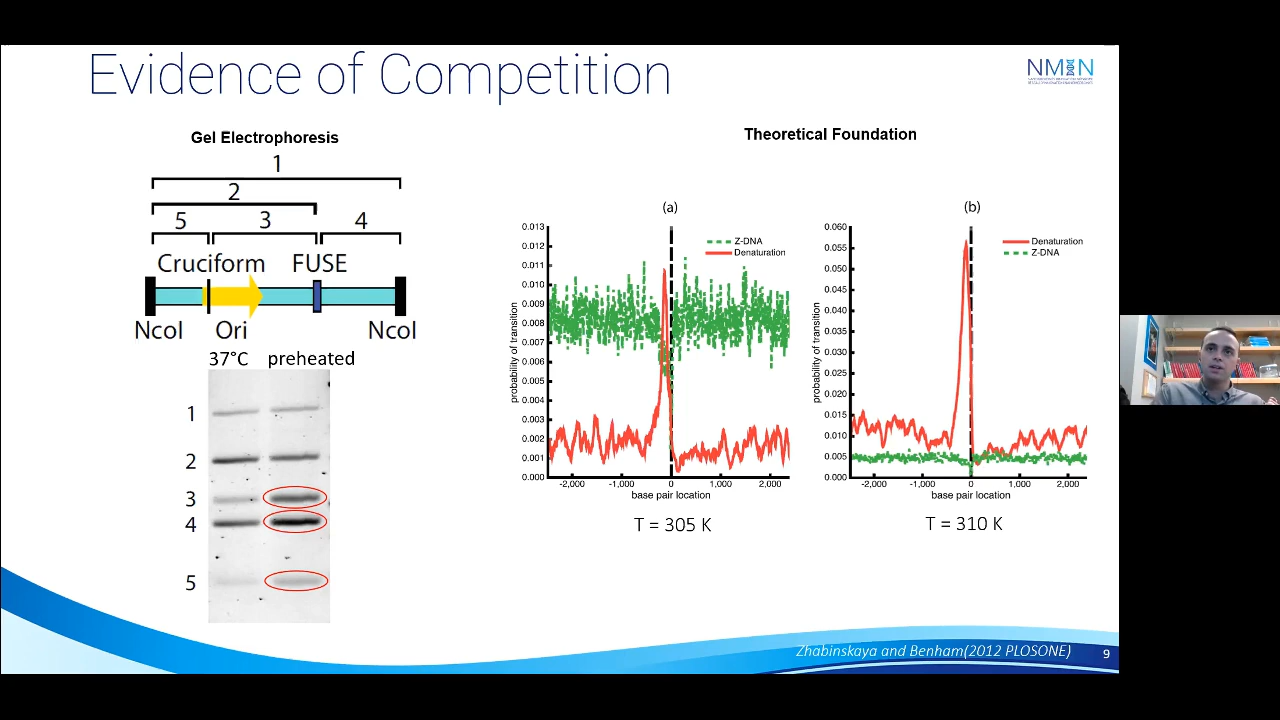 Evidence of Competition
NMIN
Gel Electrophoresis
1
2
5 3 4
Cruciform FUSE
NcoI Ori NcoI
37°C preheated
1
2
3
4
5
Theoretical Foundation
(a)
Z-DNA
Denaturation
probability of transition
0.013
0.012
0.011
0.010
0.009
0.008
0.007
0.006
0.005
0.004
0.003
0.002
0.001
0.000
-2,000 -1,000 0 1,000 2,000
base pair location
T = 305 K
(b)
Denaturation
Z-DNA
probability of transition
0.060
0.055
0.050
0.045
0.040
0.035
0.030
0.025
0.020
0.015
0.010
0.005
0.000
-2,000 -1,000 0 1,000 2,000
base pair location
T = 310 K
Zhabinskaya and Benham(2012 PLOSONE) 9